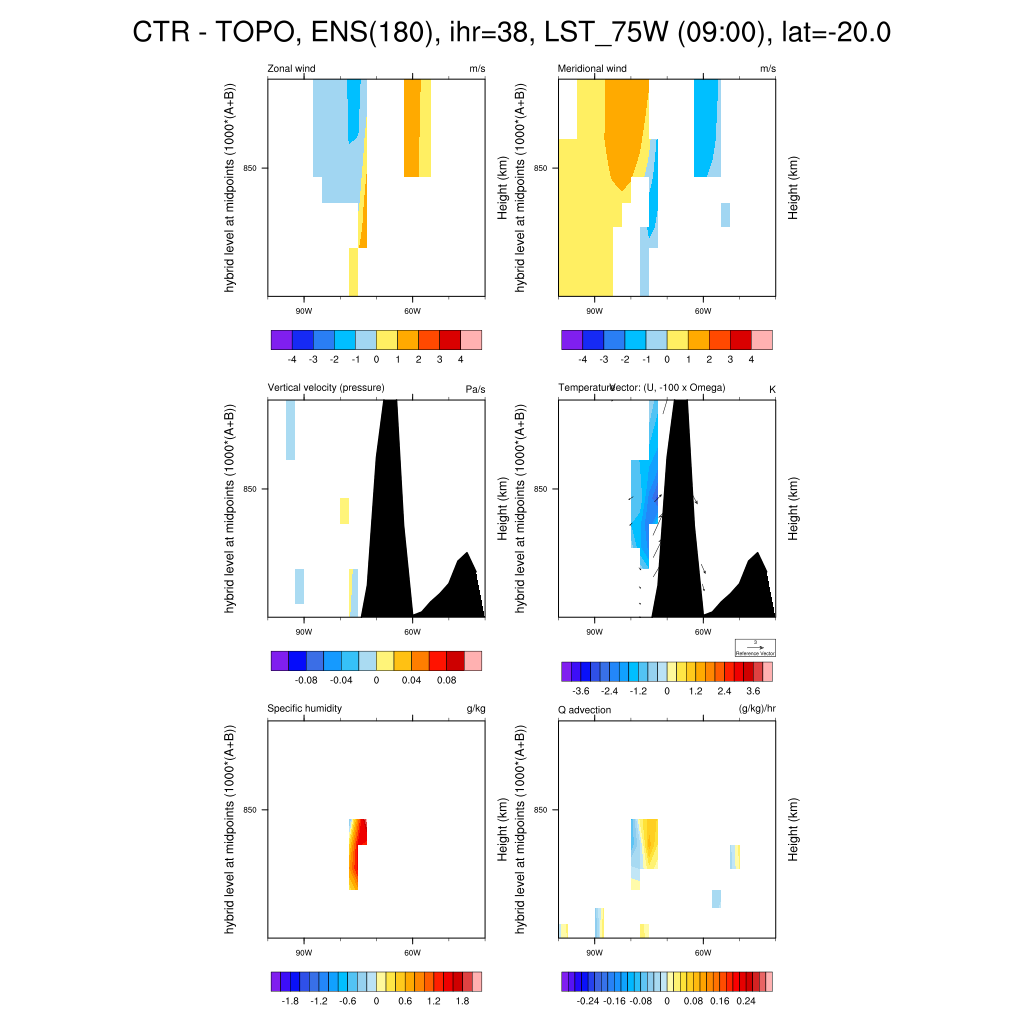 CTR - TOPO, ENS(180), ihr=38, LST_75W (09:00), lat=-20.0
Zonal wind m/s
hybrid level at midpoints (1000*(A+B))
850
Height (km)
90W 60W
-4 -3 -2 -1 0 1 2 3 4
Meridional wind m/s
hybrid level at midpoints (1000*(A+B))
850
Height (km)
90W 60W
-4 -3 -2 -1 0 1 2 3 4
Vertical velocity (pressure) Pa/s
hybrid level at midpoints (1000*(A+B))
850
Height (km)
90W 60W
-0.08 -0.04 0 0.04 0.08
Temperature Vector: (U, -100 x Omega) K
hybrid level at midpoints (1000*(A+B))
850
Height (km)
90W 60W
3
Reference Vector
-3.6 -2.4 -1.2 0 1.2 2.4 3.6
Specific humidity g/kg
hybrid level at midpoints (1000*(A+B))
850
Height (km)
90W 60W
-1.8 -1.2 -0.6 0 0.6 1.2 1.8
Q advection (g/kg)/hr
hybrid level at midpoints (1000*(A+B))
850
Height (km)
90W 60W
-0.24 -0.16 -0.08 0 0.08 0.16 0.24